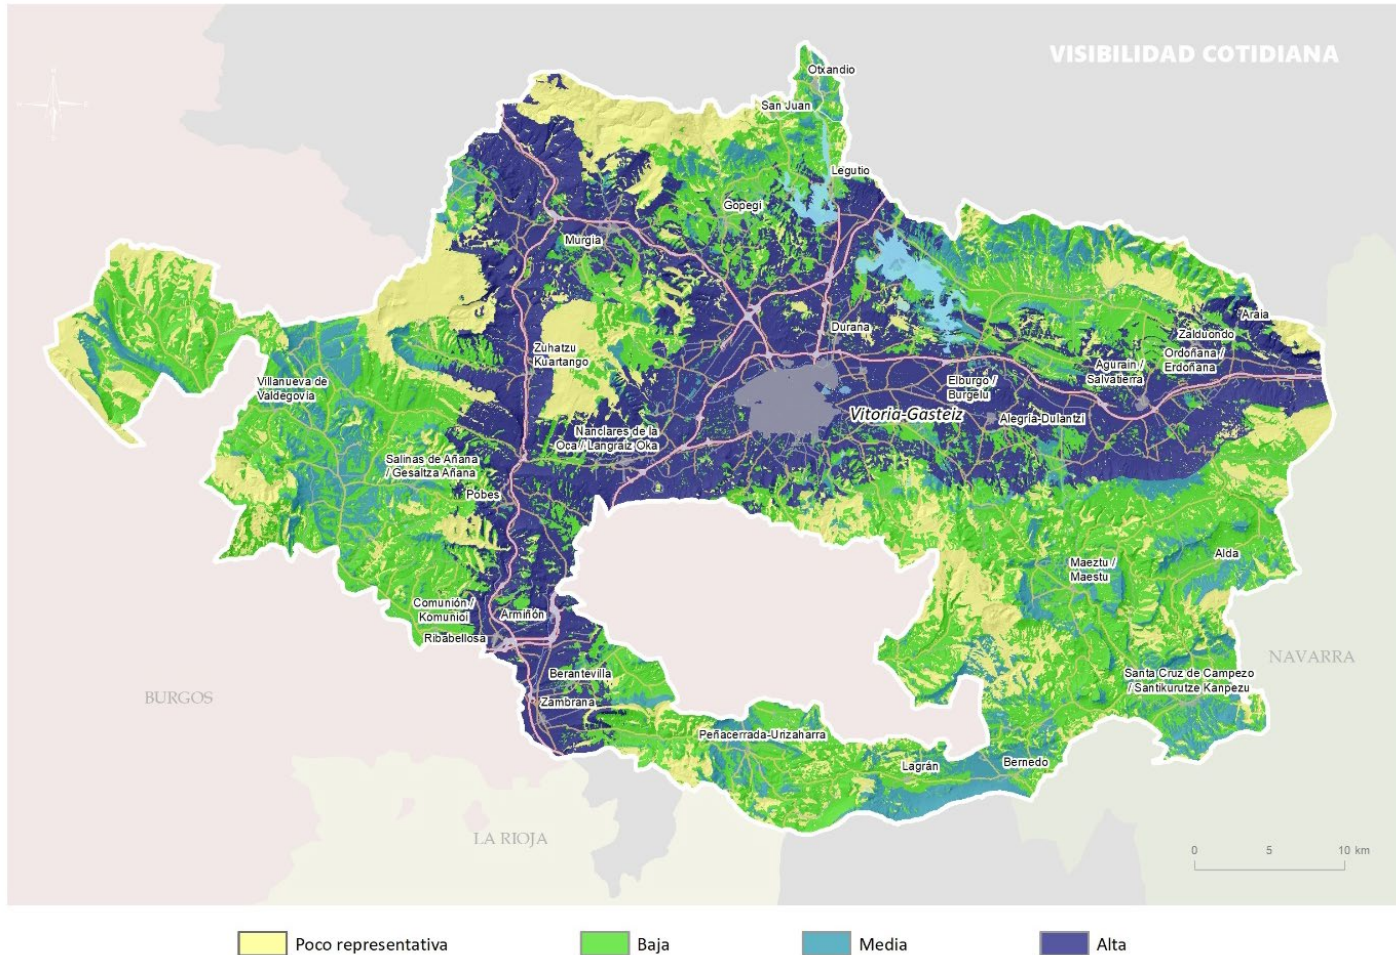 VISIBILIDAD COTIDIANA
Otxandio
San Juan
Legutio
Gopegi
Murgia
Araia
Durana
Zalduondo
Zuhatzu
Kuartango
Ordoñana /
Erdoñana
Agurain /
Salvatierra
Villanueva de
Valdegovía
Elburgo /
Burgelu
Vitoria-Gasteiz
Alegría-Dulantzi
Nanclares de la
Oca / Langraiz Oka
Salinas de Añana
/ Gesaltza Añana
Pobes
Alda
Maeztu /
Maestu
Comunión /
Komunioi
Armiñón
Ribabellosa
NAVARRA
Berantevilla
Santa Cruz de Campezo
/ Santikurutze Kanpezu
BURGOS
Zambrana
Peñacerrada-Urizaharra
Lagrán
Bernedo
LA RIOJA
0 5 10 km
Poco representativa
Baja
Media
Alta